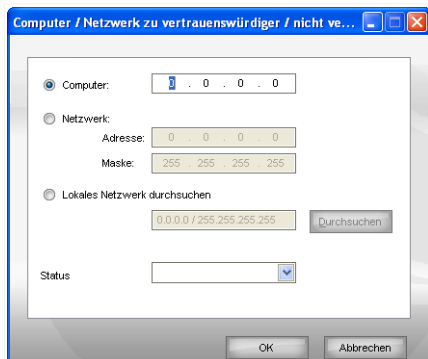 Computer / Netzwerk zu vertrauenswürdiger / nicht ve...
Computer: 0 . 0 . 0 . 0
Netzwerk:
Adresse: 0 . 0 . 0 . 0
Maske: 255 . 255 . 255 . 255
Lokales Netzwerk durchsuchen
0.0.0.0 / 255.255.255.255 Durchsuchen
Status
OK Abbrechen